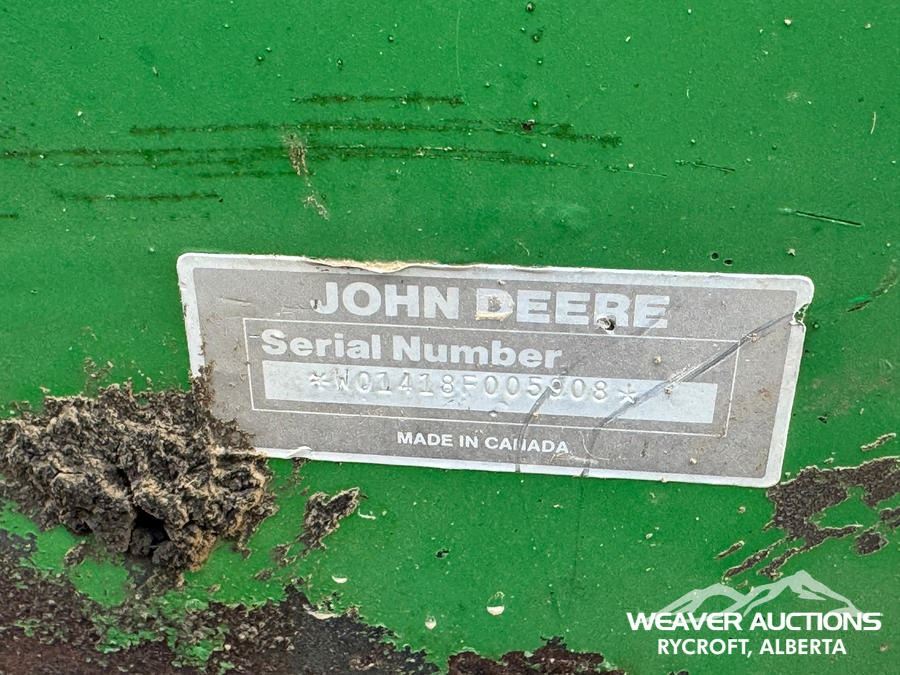 JOHN DEERE
Serial Number
*W01418F005908*
MADE IN CANADA
WEAVER AUCTIONS
RYCROFT, ALBERTA